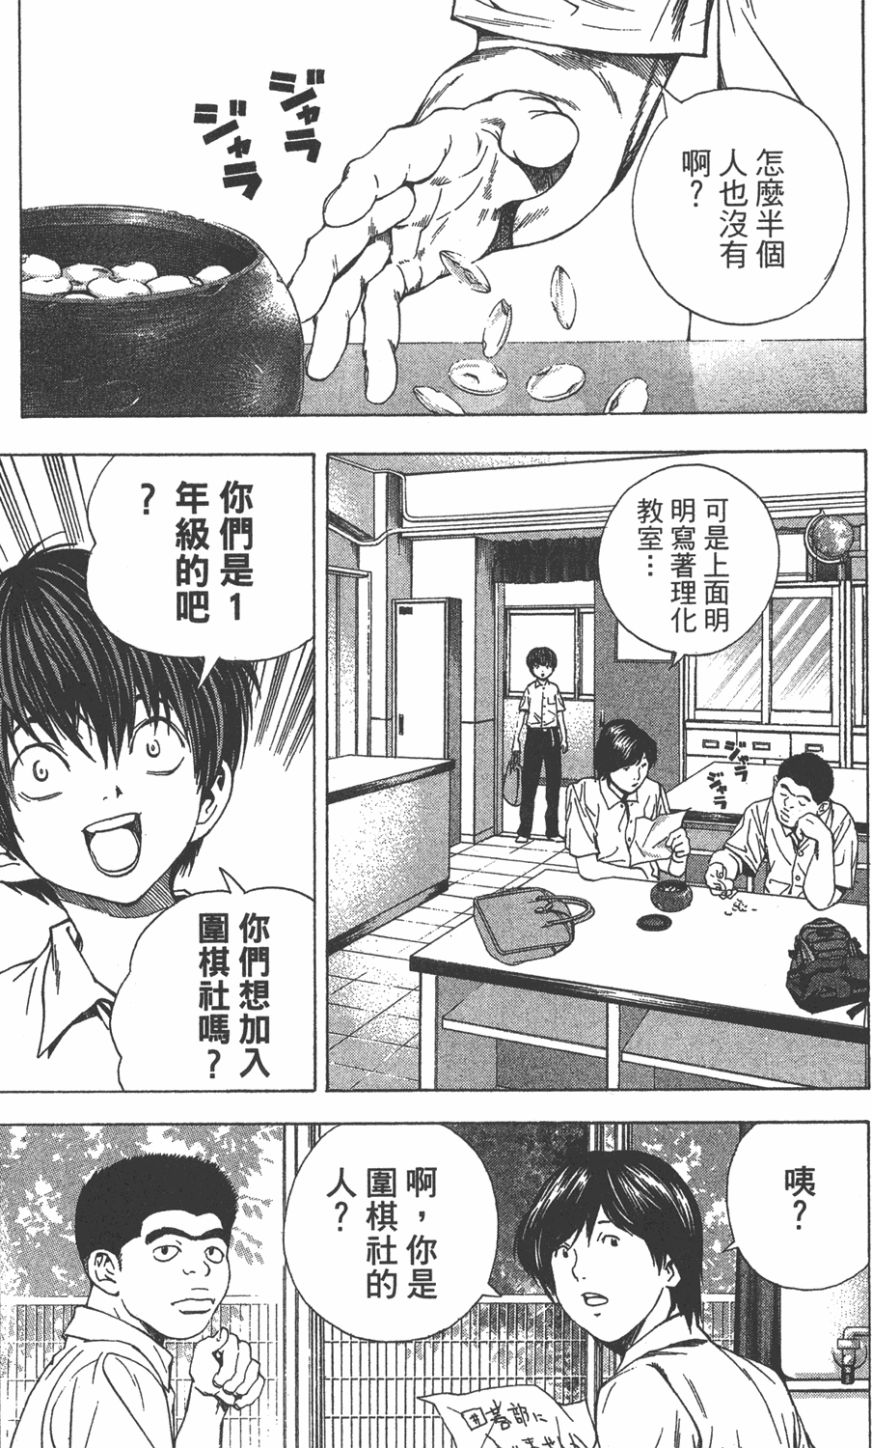 怎麼半個
人也沒有
啊？
ジャラ
ジャラ
可是上面明
明寫著理化
教室…
ジャラ
ジャラ
你們是1
年級的吧
？
你們想加入
圍棋社嗎？
咦？
啊，你是
圍棋社的
人？
囲碁部に